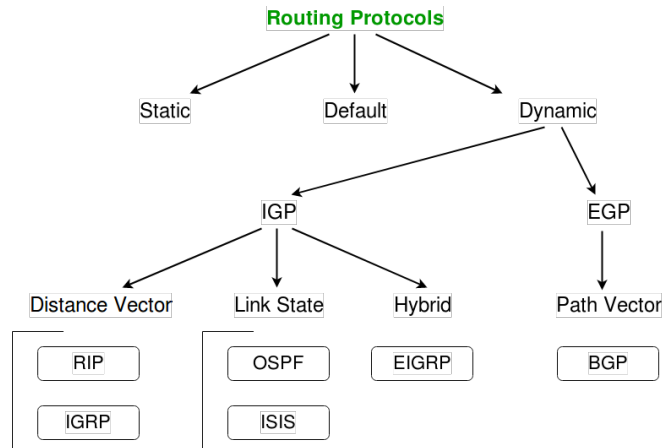 Routing Protocols
Static Default Dynamic
IGP EGP
Distance Vector Link State Hybrid Path Vector
RIP OSPF EIGRP BGP
IGRP ISIS